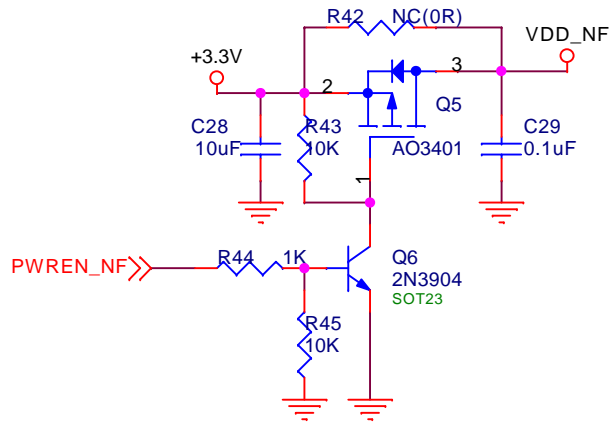 R42 NC(0R)
VDD_NF
+3.3V
2
3
Q5
C28
10uF
R43
10K
AO3401
C29
0.1uF
1
PWREN_NF
R44 1K
Q6
2N3904
SOT23
R45
10K